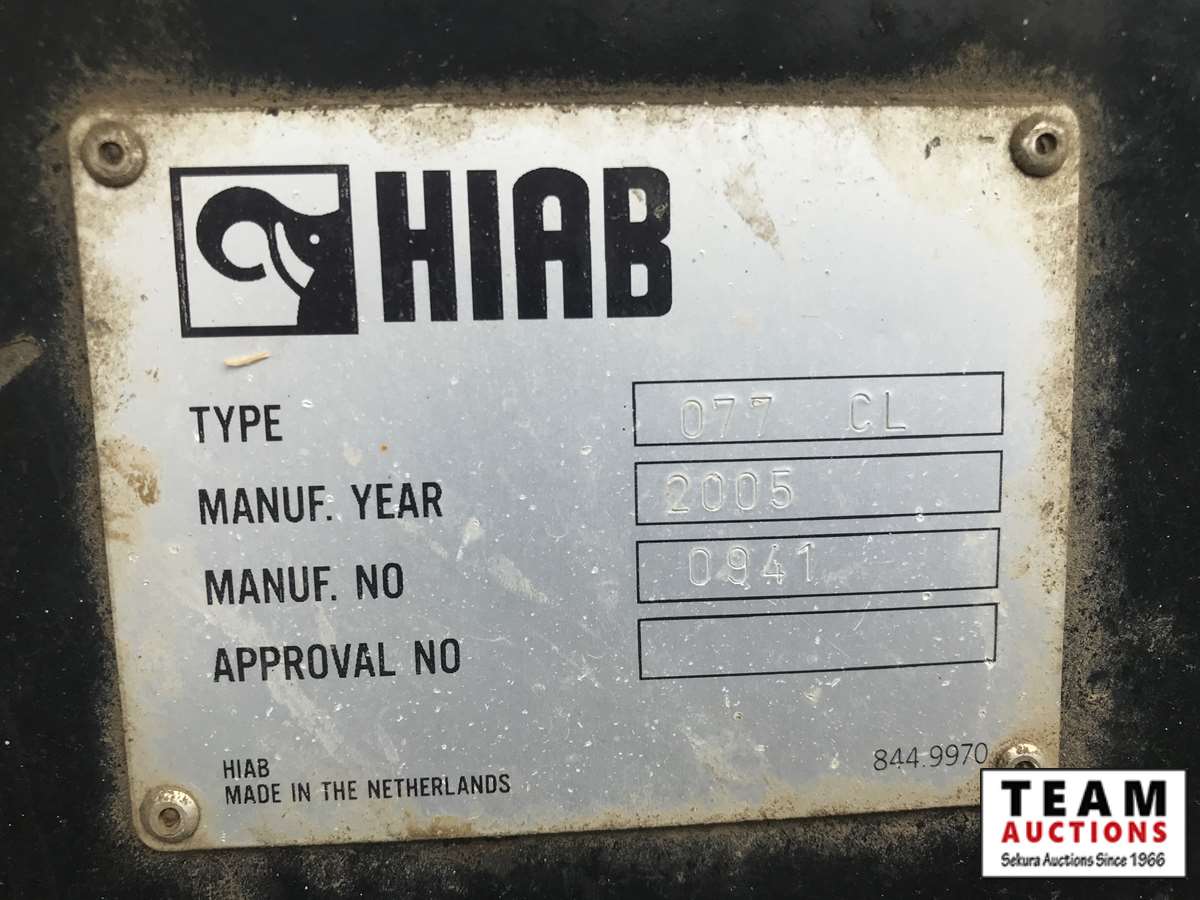 HIAB
TYPE 077 CL
MANUF. YEAR 2005
MANUF. NO 0941
APPROVAL NO
HIAB
MADE IN THE NETHERLANDS
844.9970
TEAM
AUCTIONS
Sekura Auctions Since 1966